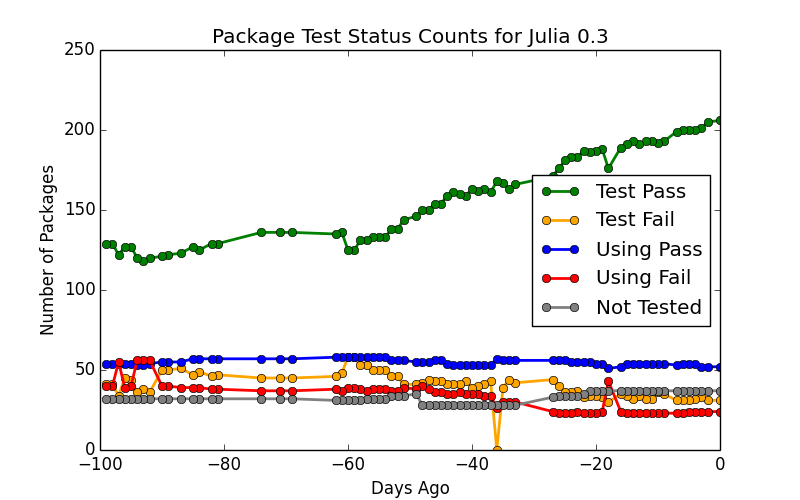 Package Test Status Counts for Julia 0.3
250
200
150
100
50
0
Number of Packages
Test Pass
Test Fail
Using Pass
Using Fail
Not Tested
−100 −80 −60 −40 −20 0
Days Ago